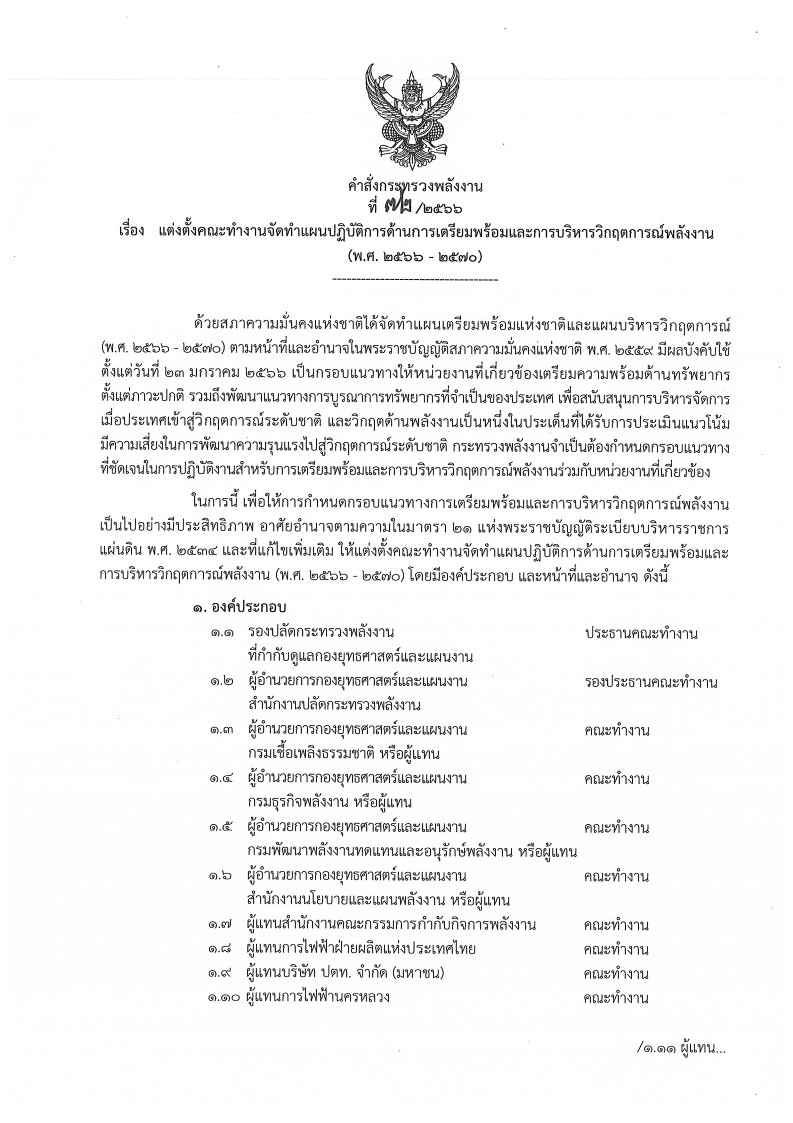 คำสั่งกระทรวงพลังงาน
ที่ ๗๒ /๒๕๖๖
เรื่อง แต่งตั้งคณะทำงานจัดทำแผนปฏิบัติการด้านการเตรียมพร้อมและการบริหารวิกฤตการณ์พลังงาน
(พ.ศ. ๒๕๖๖ - ๒๕๗๐)
ด้วยสภาความมั่นคงแห่งชาติได้จัดทำแผนเตรียมพร้อมแห่งชาติและแผนบริหารวิกฤตการณ์
(พ.ศ. ๒๕๖๖ - ๒๕๗๐) ตามหน้าที่และอำนาจในพระราชบัญญัติสภาความมั่นคงแห่งชาติ พ.ศ. ๒๕๕๙ มีผลบังคับใช้
ตั้งแต่วันที่ ๒๓ มกราคม ๒๕๖๖ เป็นกรอบแนวทางให้หน่วยงานที่เกี่ยวข้องเตรียมความพร้อมด้านทรัพยากร
ตั้งแต่ภาวะปกติ รวมถึงพัฒนาแนวทางการบูรณาการทรัพยากรที่จำเป็นของประเทศ เพื่อสนับสนุนการบริหารจัดการ
เมื่อประเทศเข้าสู่วิกฤตการณ์ระดับชาติ และวิกฤตด้านพลังงานเป็นหนึ่งในประเด็นที่ได้รับการประเมินแนวโน้ม
มีความเสี่ยงในการพัฒนาความรุนแรงไปสู่วิกฤตการณ์ระดับชาติ กระทรวงพลังงานจำเป็นต้องกำหนดกรอบแนวทาง
ที่ชัดเจนในการปฏิบัติงานสำหรับการเตรียมพร้อมและการบริหารวิกฤตการณ์พลังงานร่วมกับหน่วยงานที่เกี่ยวข้อง
ในการนี้ เพื่อให้การกำหนดกรอบแนวทางการเตรียมพร้อมและการบริหารวิกฤตการณ์พลังงาน
เป็นไปอย่างมีประสิทธิภาพ อาศัยอำนาจตามความในมาตรา ๒๑ แห่งพระราชบัญญัติระเบียบบริหารราชการ
แผ่นดิน พ.ศ. ๒๕๓๔ และที่แก้ไขเพิ่มเติม ให้แต่งตั้งคณะทำงานจัดทำแผนปฏิบัติการด้านการเตรียมพร้อมและ
การบริหารวิกฤตการณ์พลังงาน (พ.ศ. ๒๕๖๖ - ๒๕๗๐) โดยมีองค์ประกอบ และหน้าที่และอำนาจ ดังนี้
๑. องค์ประกอบ
๑.๑ รองปลัดกระทรวงพลังงาน ประธานคณะทำงาน
ที่กำกับดูแลกองยุทธศาสตร์และแผนงาน
๑.๒ ผู้อำนวยการกองยุทธศาสตร์และแผนงาน รองประธานคณะทำงาน
สำนักงานปลัดกระทรวงพลังงาน
๑.๓ ผู้อำนวยการกองยุทธศาสตร์และแผนงาน คณะทำงาน
กรมเชื้อเพลิงธรรมชาติ หรือผู้แทน
๑.๔ ผู้อำนวยการกองยุทธศาสตร์และแผนงาน คณะทำงาน
กรมธุรกิจพลังงาน หรือผู้แทน
๑.๕ ผู้อำนวยการกองยุทธศาสตร์และแผนงาน คณะทำงาน
กรมพัฒนาพลังงานทดแทนและอนุรักษ์พลังงาน หรือผู้แทน
๑.๖ ผู้อำนวยการกองยุทธศาสตร์และแผนงาน คณะทำงาน
สำนักงานนโยบายและแผนพลังงาน หรือผู้แทน
๑.๗ ผู้แทนสำนักงานคณะกรรมการกำกับกิจการพลังงาน คณะทำงาน
๑.๘ ผู้แทนการไฟฟ้าฝ่ายผลิตแห่งประเทศไทย คณะทำงาน
๑.๙ ผู้แทนบริษัท ปตท. จำกัด (มหาชน) คณะทำงาน
๑.๑๐ ผู้แทนการไฟฟ้านครหลวง คณะทำงาน
/๑.๑๑ ผู้แทน...